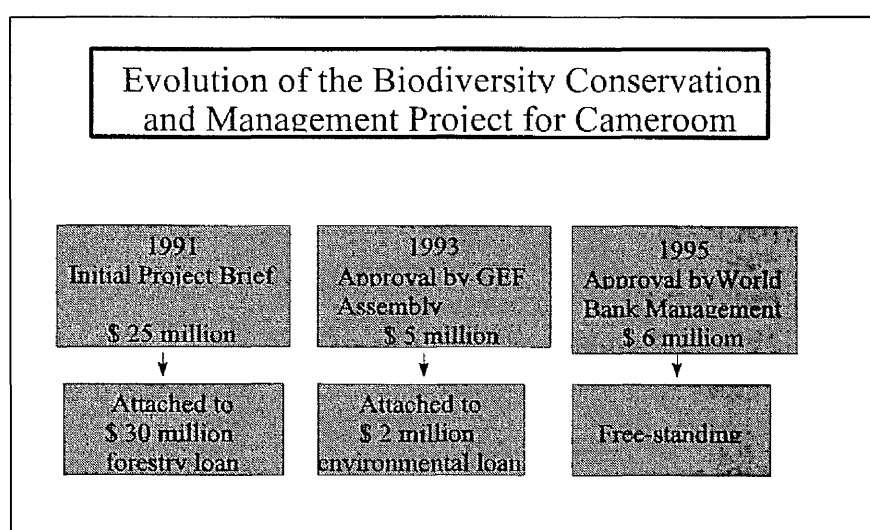 Evolution of the Biodiversity Conservation
and Management Project for Cameroom
1991
Initial Project Brief
$ 25 million
Attached to
$ 30 million
forestry loan
1993
Approval by GEF
Assembly
$ 5 million
Attached to
$ 2 million
environmental loan
1995
Approval byWorld
Bank Management
$ 6 milliom
Free-standing